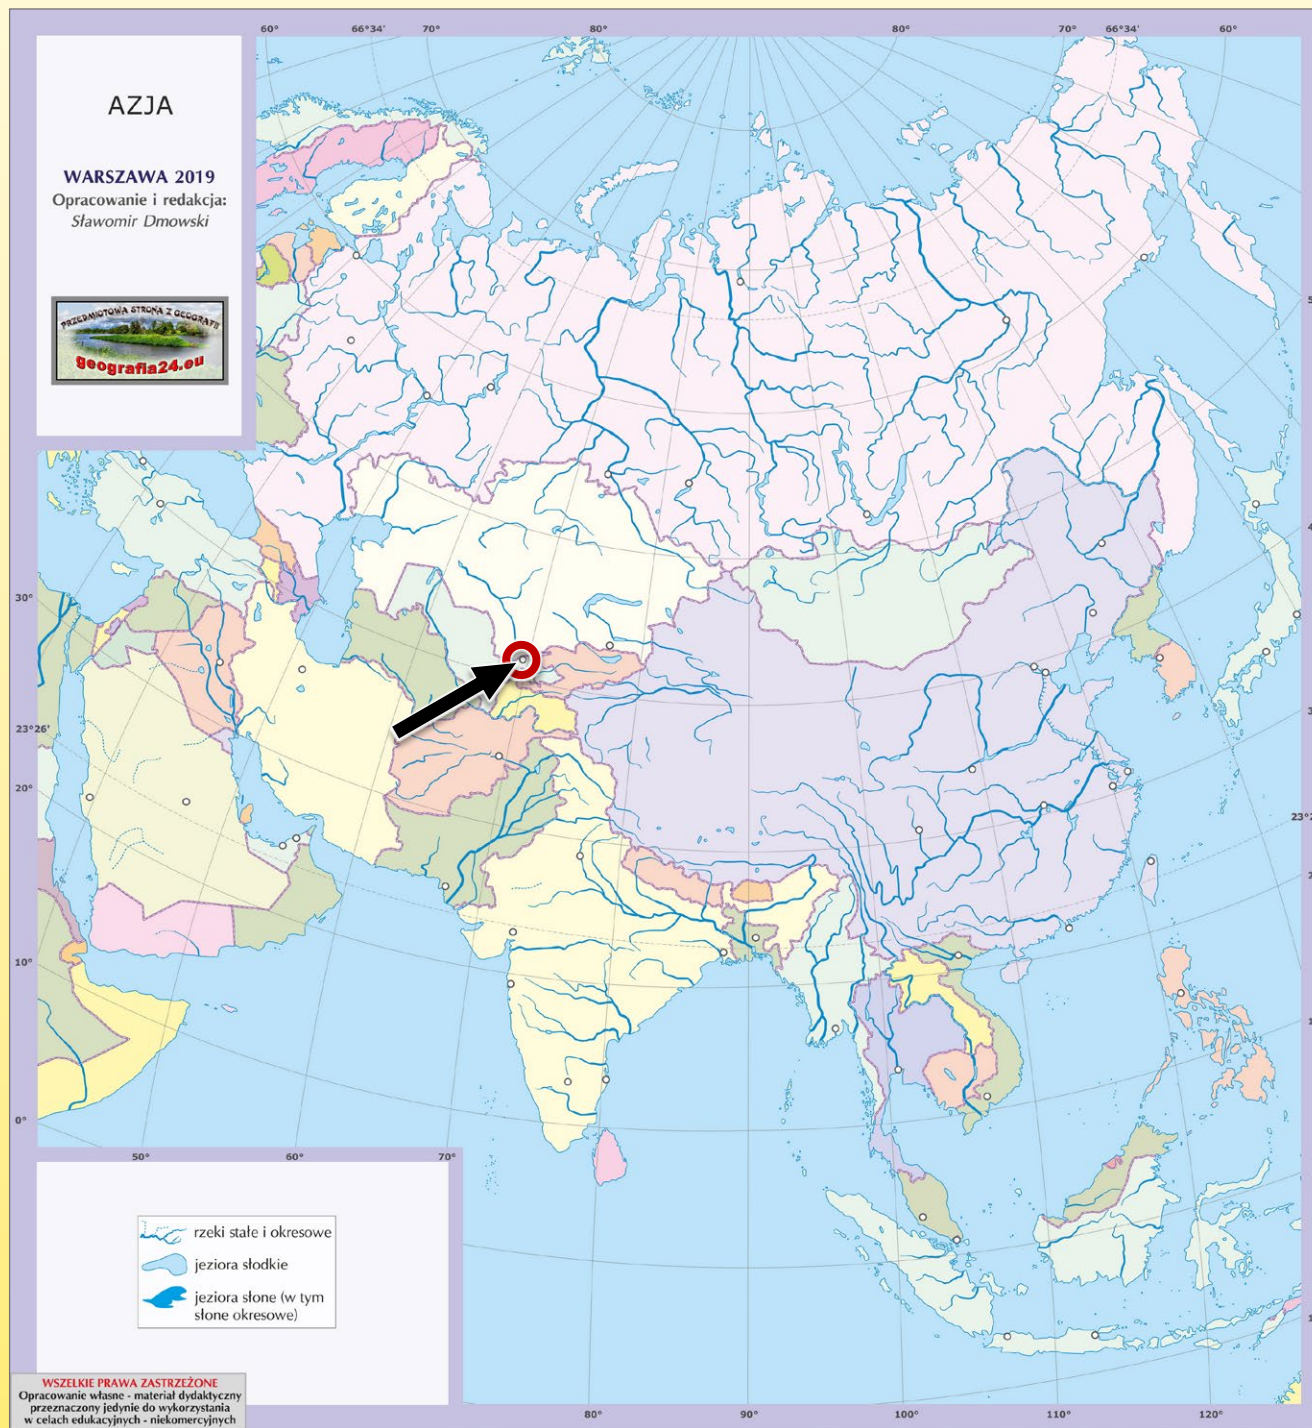 60°
66°34'
70°
80°
80°
70°
66°34'
60°
AZJA
WARSZAWA 2019
Opracowanie i redakcja:
Sławomir Dmowski
PRZEDMIOTOWA STRONA Z GEOGRAFII
geografia24.eu
30°
23°26'
20°
10°
0°
50°
60°
70°
rzeki stałe i okresowe
jeziora słodkie
jeziora słone (w tym
słone okresowe)
80°
90°
100°
110°
120°
WSZELKIE PRAWA ZASTRZEŻONE
Opracowanie własne - materiał dydaktyczny
przeznaczony jedynie do wykorzystania
w celach edukacyjnych - niekomercyjnych